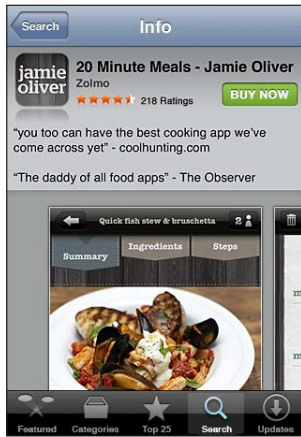 Search
Info
jamie
oliver
20 Minute Meals - Jamie Oliver
Zolmo
218 Ratings
BUY NOW
“you too can have the best cooking app we’ve
come across yet” - coolhunting.com
“The daddy of all food apps” - The Observer
Quick fish stew & bruschetta
2
Summary
Ingredients
Steps
Featured
Categories
Top 25
Search
Updates